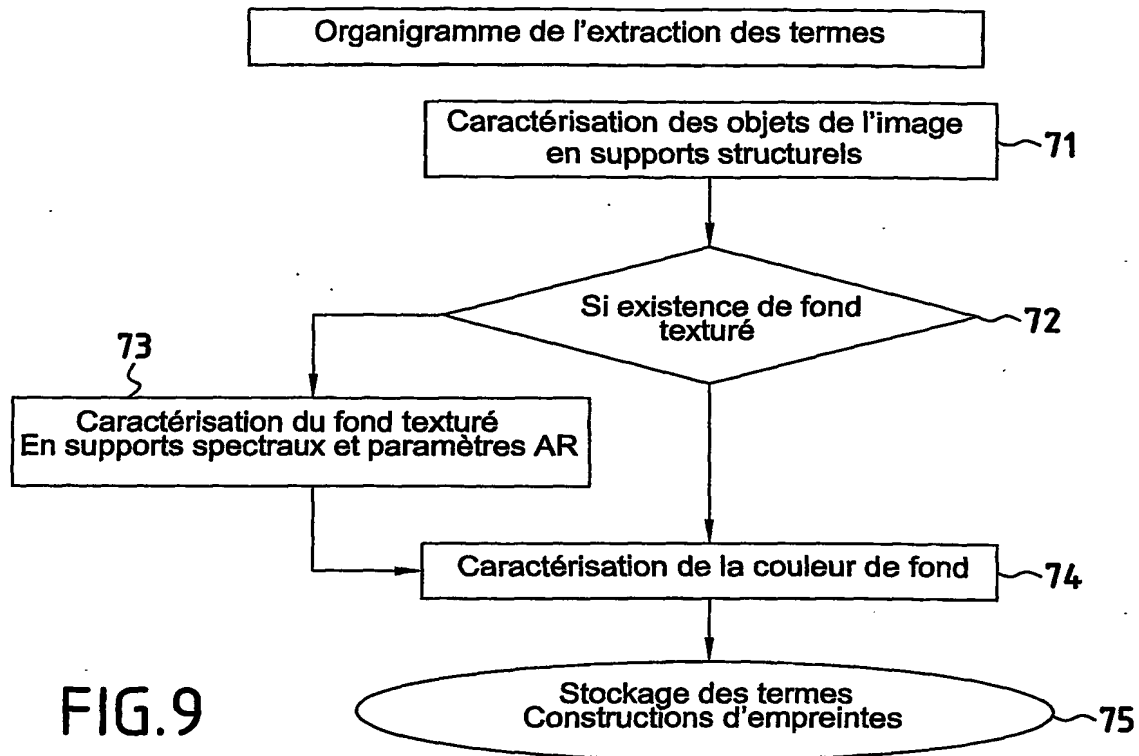 Organigramme de l'extraction des termes
Caractérisation des objets de l'image
en supports structurels
71
Si existence de fond
texturé
72
73
Caractérisation du fond texturé
En supports spectraux et paramètres AR
Caractérisation de la couleur de fond
74
Stockage des termes
Constructions d'empreintes
75
FIG.9